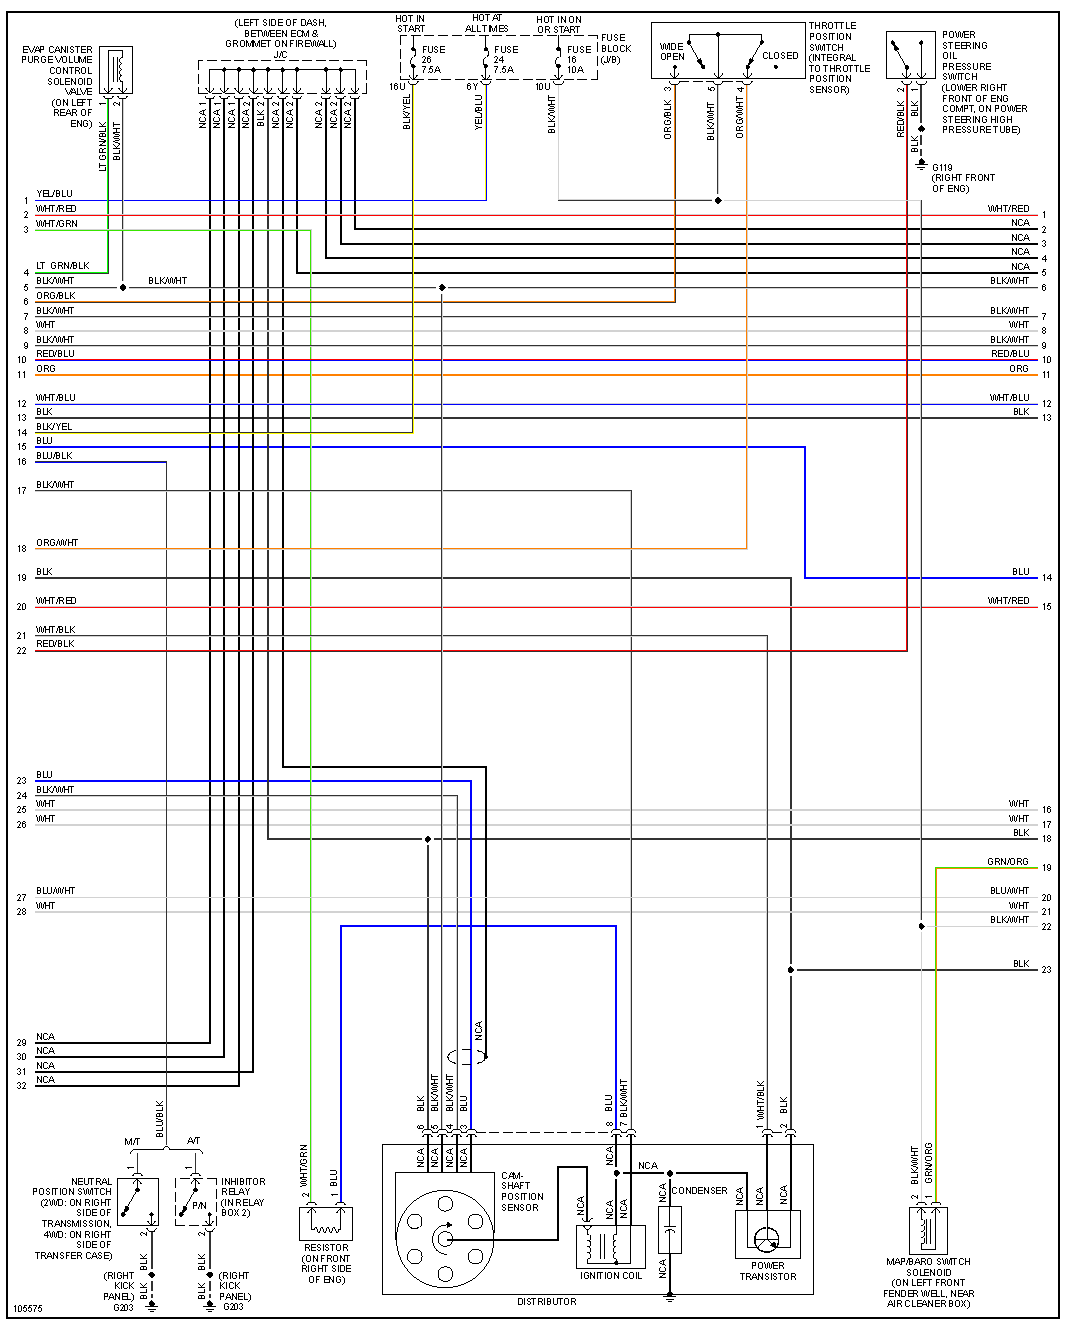 EVAP CANISTER
PURGE VOLUME
CONTROL
SOLENOID
VALVE
(ON LEFT
REAR OF
ENG)
(LEFT SIDE OF DASH,
BETWEEN ECM &
GROMMET ON FIREWALL)
J/C
HOT IN
START
HOT AT
ALL TIMES
HOT IN ON
OR START
FUSE
26
7.5A
FUSE
24
7.5A
FUSE
16
10A
FUSE
BLOCK
(J/B)
WIDE
OPEN
CLOSED
THROTTLE
POSITION
SWITCH
(INTEGRAL
TO THROTTLE
POSITION
SENSOR)
POWER
STEERING
OIL
PRESSURE
SWITCH
(LOWER RIGHT
FRONT OF ENG
COMPT, ON POWER
STEERING HIGH
PRESSURE TUBE)
16U
6Y
10U
3
5
4
2
1
1
2
LT GRN/BLK
BLK/WHT
NCA 1
NCA 1
NCA 1
NCA 2
BLK 2
NCA 2
NCA 2
NCA 2
NCA 2
NCA 2
BLK/YEL
YEL/BLU
BLK/WHT
ORG/BLK
BLK/WHT
ORG/WHT
RED/BLK
BLK
BLK
G119
(RIGHT FRONT
OF ENG)
1 YEL/BLU
2 WHT/RED
WHT/RED 1
3 WHT/GRN
NCA 2
NCA 3
NCA 4
4 LT GRN/BLK
NCA 5
5 BLK/WHT
BLK/WHT
BLK/WHT 6
6 ORG/BLK
7 BLK/WHT
BLK/WHT 7
8 WHT
WHT 8
9 BLK/WHT
BLK/WHT 9
10 RED/BLU
RED/BLU 10
11 ORG
ORG 11
12 WHT/BLU
WHT/BLU 12
13 BLK
BLK 13
14 BLK/YEL
15 BLU
16 BLU/BLK
17 BLK/WHT
18 ORG/WHT
19 BLK
BLU 14
20 WHT/RED
WHT/RED 15
21 WHT/BLK
22 RED/BLK
23 BLU
24 BLK/WHT
25 WHT
WHT 16
26 WHT
WHT 17
BLK 18
GRN/ORG 19
27 BLU/WHT
BLU/WHT 20
28 WHT
WHT 21
BLK/WHT 22
BLK 23
29 NCA
30 NCA
31 NCA
32 NCA
NCA
BLU/BLK
M/T
A/T
1
1
NEUTRAL
POSITION SWITCH
(2WD: ON RIGHT
SIDE OF
TRANSMISSION,
4WD: ON RIGHT
SIDE OF
TRANSFER CASE)
P/N
INHIBITOR
RELAY
(IN RELAY
BOX 2)
2
2
BLK
BLK
(RIGHT
KICK
PANEL)
G203
BLK
BLK
(RIGHT
KICK
PANEL)
G203
2 WHT/GRN
1 BLU
RESISTOR
(ON FRONT
RIGHT SIDE
OF ENG)
6 BLK
5 BLK/WHT
4 BLK/WHT
3 BLU
8 BLU
7 BLK/WHT
1 WHT/BLK
2 BLK
NCA
NCA
NCA
NCA
NCA
NCA
CAM-
SHAFT
POSITION
SENSOR
NCA
NCA
NCA
NCA
CONDENSER
NCA
NCA
NCA
NCA
IGNITION COIL
NCA
POWER
TRANSISTOR
DISTRIBUTOR
BLK/WHT
GRN/ORG
2
1
MAP/BARO SWITCH
SOLENOID
(ON LEFT FRONT
FENDER WELL, NEAR
AIR CLEANER BOX)
105575